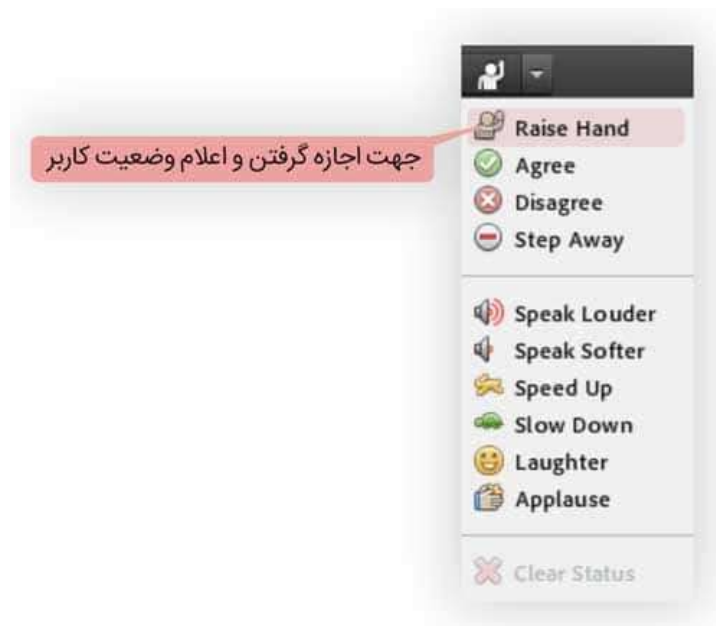 Raise Hand
جهت اجازه گرفتن و اعلام وضعیت کاربر
Agree
Disagree
Step Away
Speak Louder
Speak Softer
Speed Up
Slow Down
Laughter
Applause
Clear Status